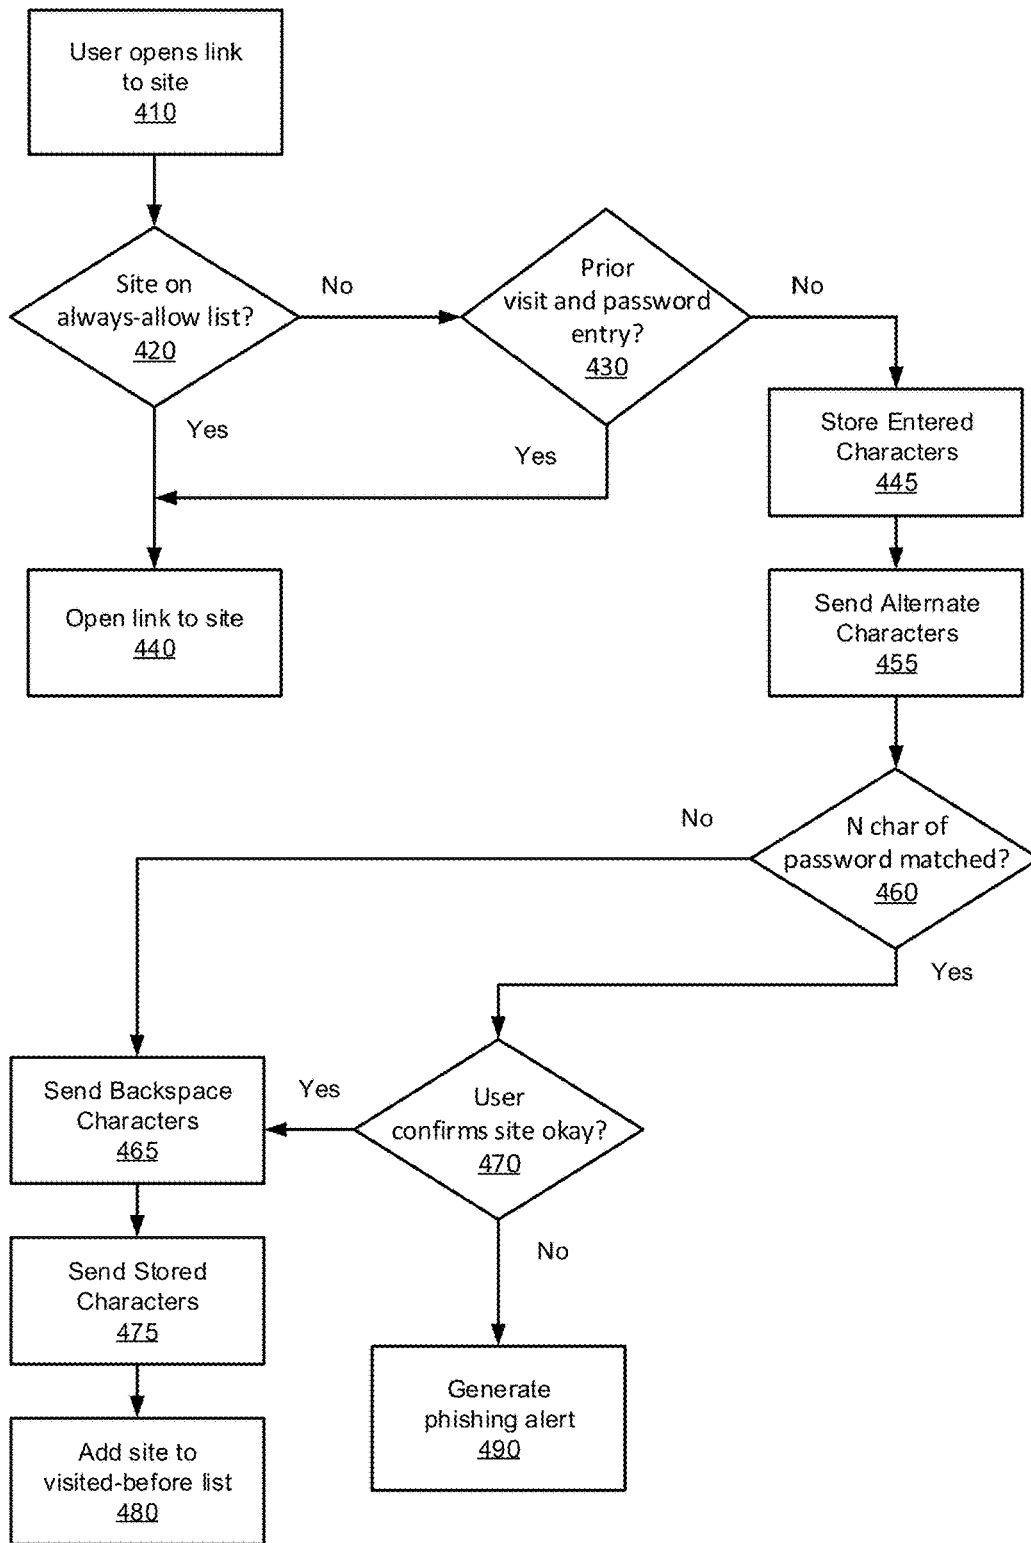 User opens link
to site
410
Site on
always-allow list?
420
No
Prior
visit and password
entry?
430
No
Yes
Yes
Store Entered
Characters
445
Open link to site
440
Send Alternate
Characters
455
No
N char of
password matched?
460
Yes
Send Backspace
Characters
465
Yes
User
confirms site okay?
470
No
Send Stored
Characters
475
Generate
phishing alert
490
Add site to
visited-before list
480